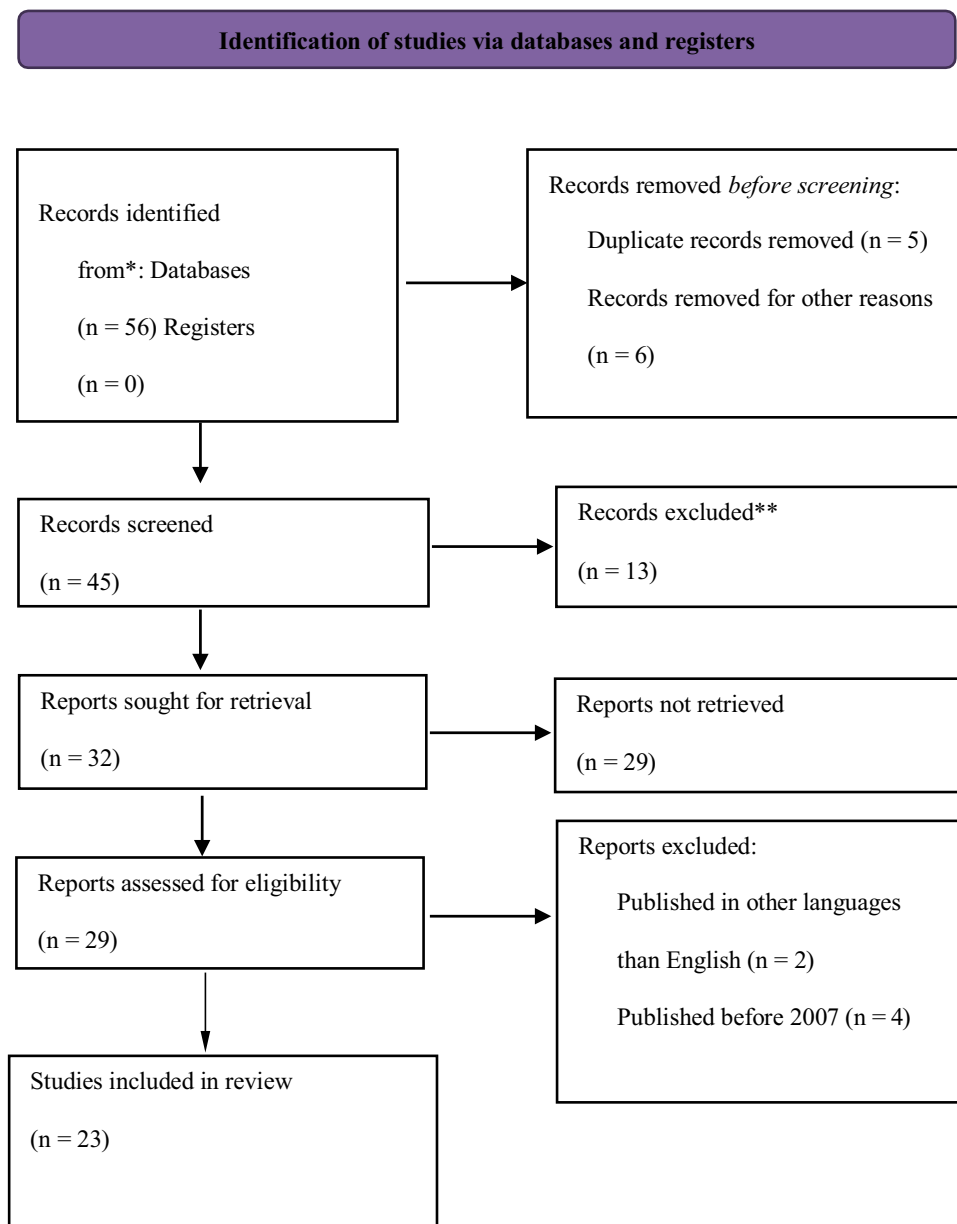 Identification of studies via databases and registers
Records identified
from*: Databases
(n = 56) Registers
(n = 0)
Records removed before screening:
Duplicate records removed (n = 5)
Records removed for other reasons
(n = 6)
Records screened
(n = 45)
Records excluded**
(n = 13)
Reports sought for retrieval
(n = 32)
Reports not retrieved
(n = 29)
Reports assessed for eligibility
(n = 29)
Reports excluded:
Published in other languages
than English (n = 2)
Published before 2007 (n = 4)
Studies included in review
(n = 23)